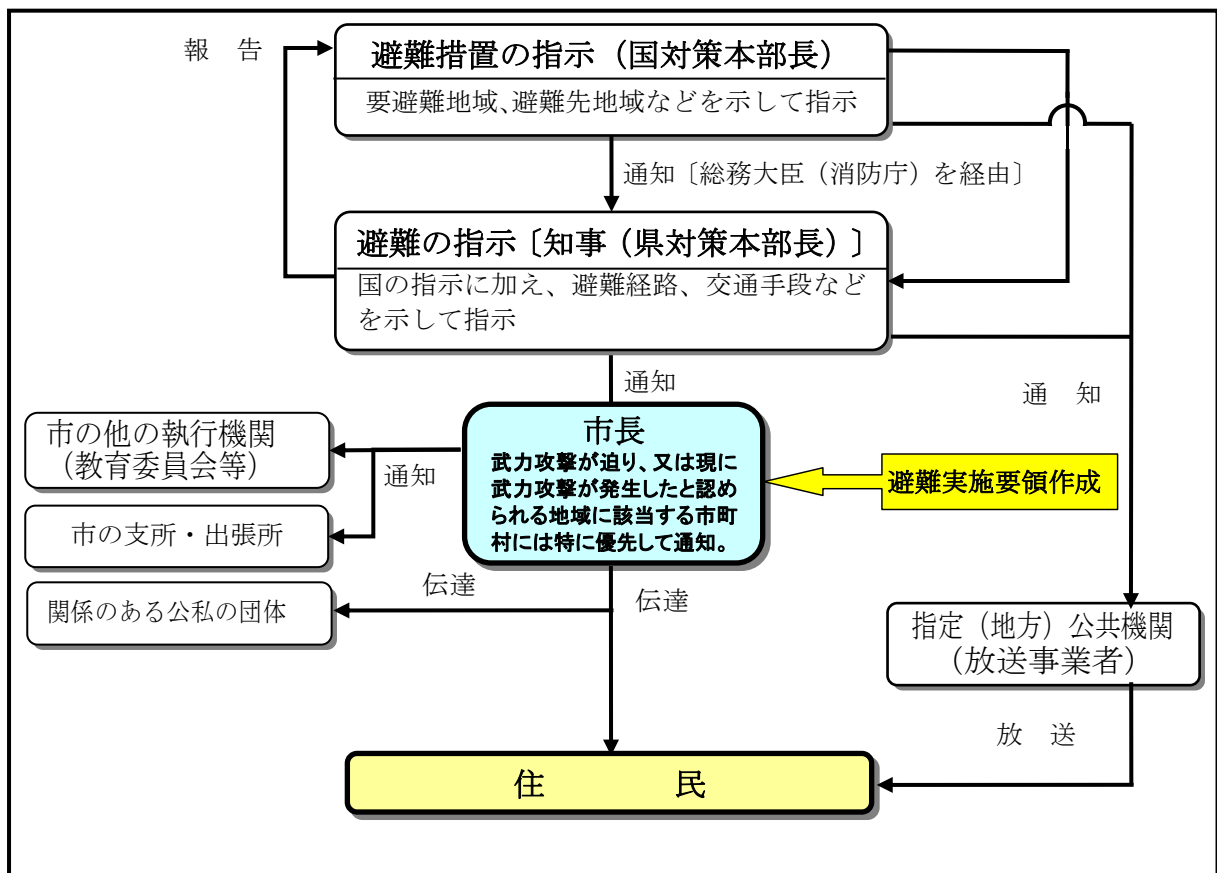 報　告
避難措置の指示（国対策本部長）
要避難地域、避難先地域などを示して指示
通知〔総務大臣（消防庁）を経由〕
避難の指示〔知事（県対策本部長）〕
国の指示に加え、避難経路、交通手段など
を示して指示
通知
通　知
市の他の執行機関
（教育委員会等）
通知
市の支所・出張所
関係のある公私の団体
市長
武力攻撃が迫り、又は現に
武力攻撃が発生したと認め
られる地域に該当する市町
村には特に優先して通知。
避難実施要領作成
伝達
伝達
指定（地方）公共機関
（放送事業者）
放　送
住　　　　民